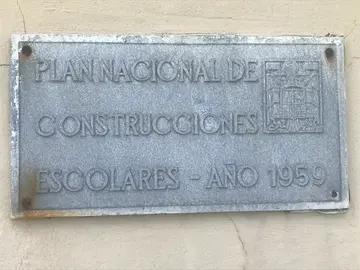 PLAN NACIONAL DE
CONSTRUCCIONES
ESCOLARES - AÑO 1959